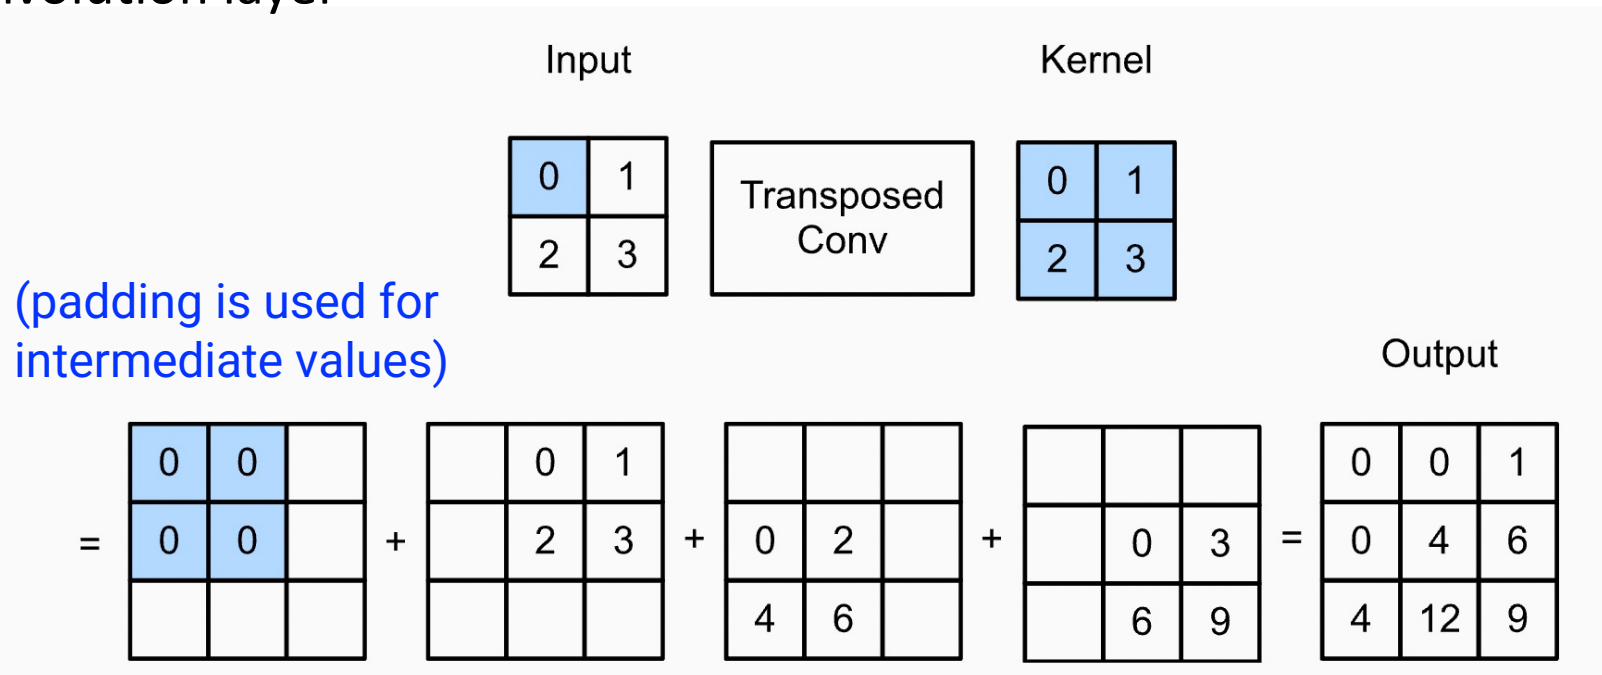 Input Kernel
0 1 0 1
Transposed
Conv
2 3 2 3
(padding is used for
intermediate values)
Output
0 0 0 1 0 0 1
= 0 0 + 2 3 + 0 2 + 0 3 = 0 4 6
4 6 6 9 4 12 9